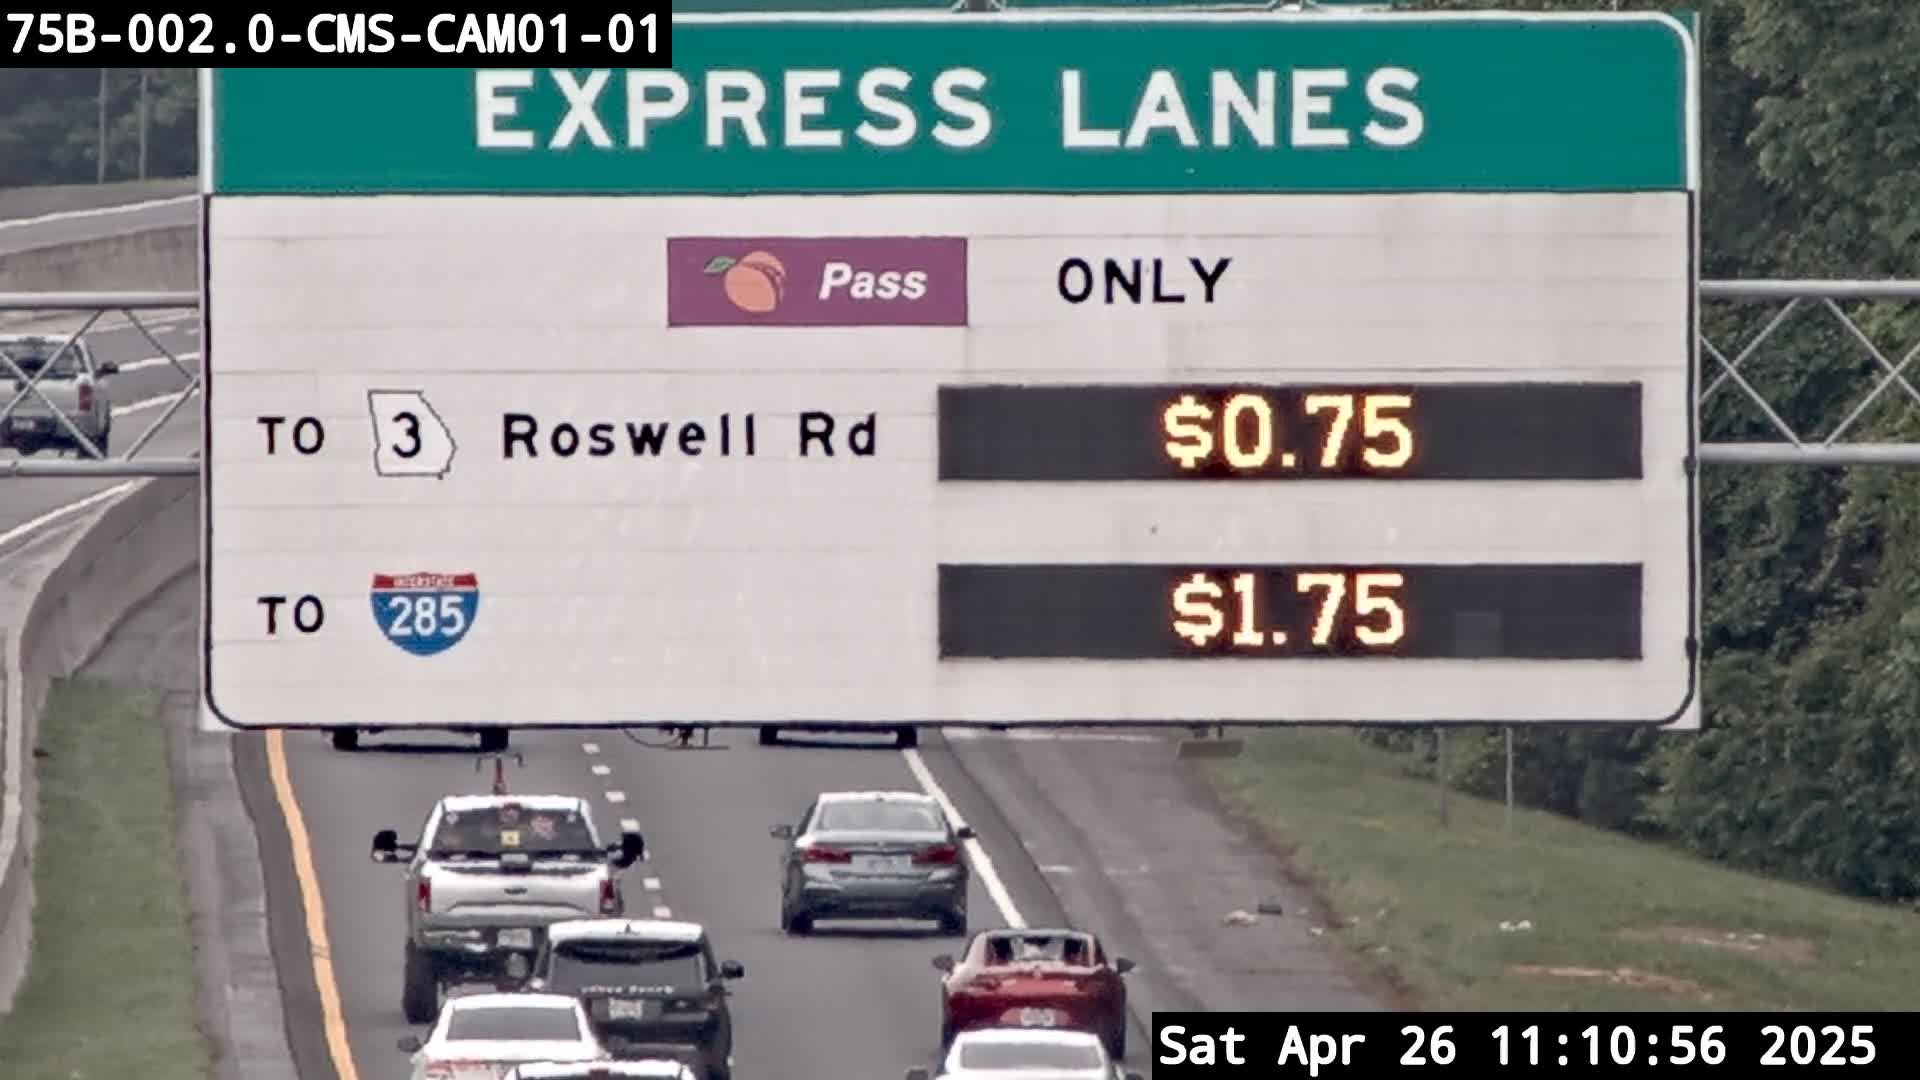 75B-002.0-CMS-CAM01-01
EXPRESS LANES
Pass ONLY
TO 3 Roswell Rd $0.75
TO INTERSTATE 285 $1.75
Sat Apr 26 11:10:56 2025